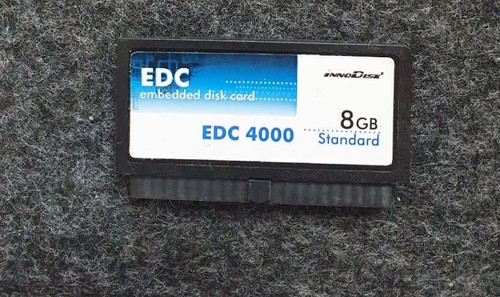 EDC
embedded disk card
INNODISK
EDC 4000
8GB
Standard